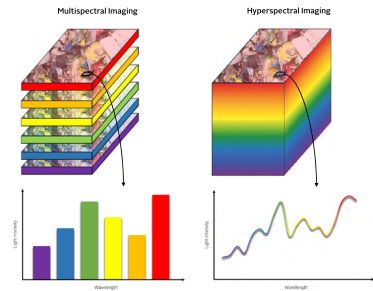 Multispectral Imaging
Hyperspectral Imaging
Light Intensity
Wavelength
Light Intensity
Wavelength